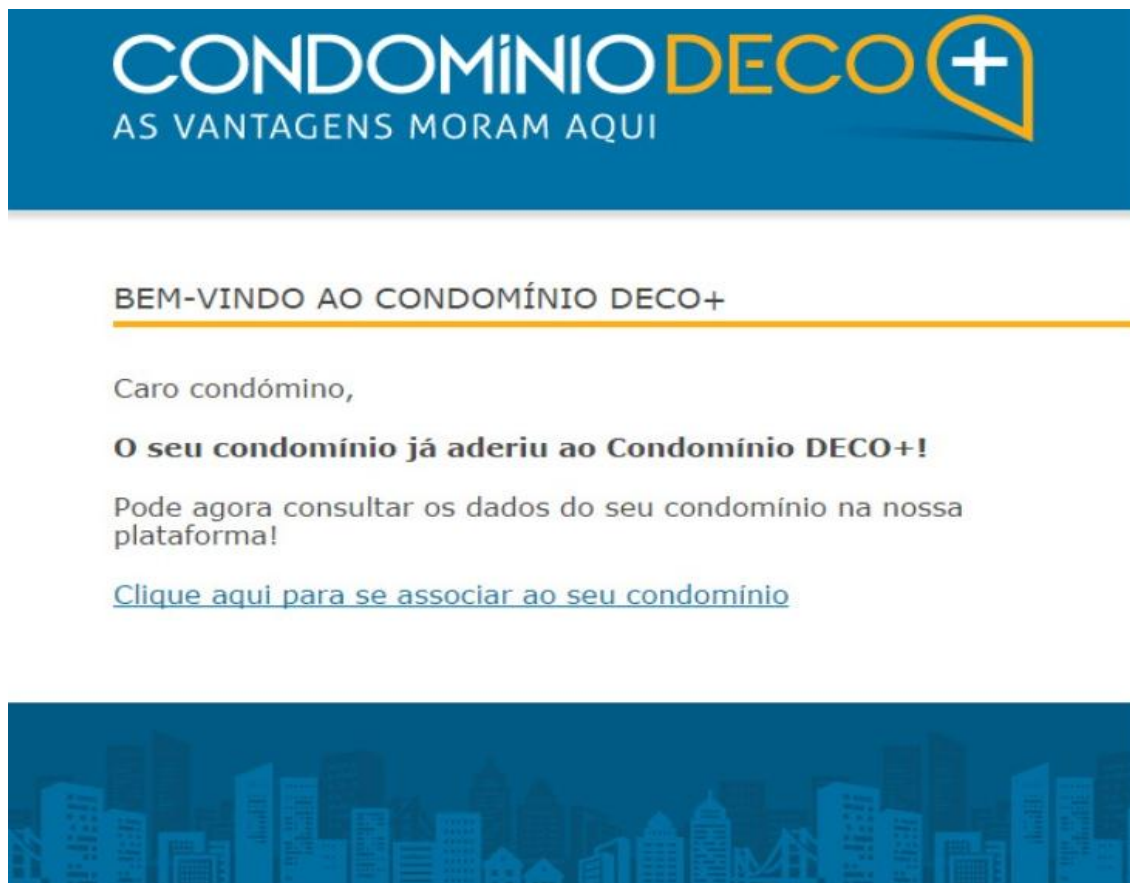 CONDOMÍNIO DECO+
AS VANTAGENS MORAM AQUI
BEM-VINDO AO CONDOMÍNIO DECO+
Caro condómino,
O seu condomínio já aderiu ao Condomínio DECO+!
Pode agora consultar os dados do seu condomínio na nossa
plataforma!
Clique aqui para se associar ao seu condomínio